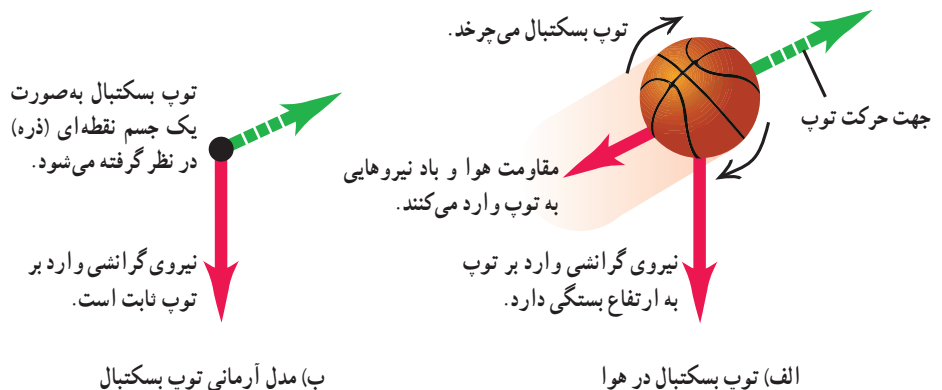 توپ بسکتبال می‌چرخد.
جهت حرکت توپ
مقاومت هوا و باد نیروهایی
به توپ وارد می‌کنند.
نیروی گرانشی وارد بر توپ
به ارتفاع بستگی دارد.
الف) توپ بسکتبال در هوا
توپ بسکتبال به‌صورت
یک جسم نقطه‌ای (ذره)
در نظر گرفته می‌شود.
نیروی گرانشی وارد بر
توپ ثابت است.
ب) مدل آرمانی توپ بسکتبال